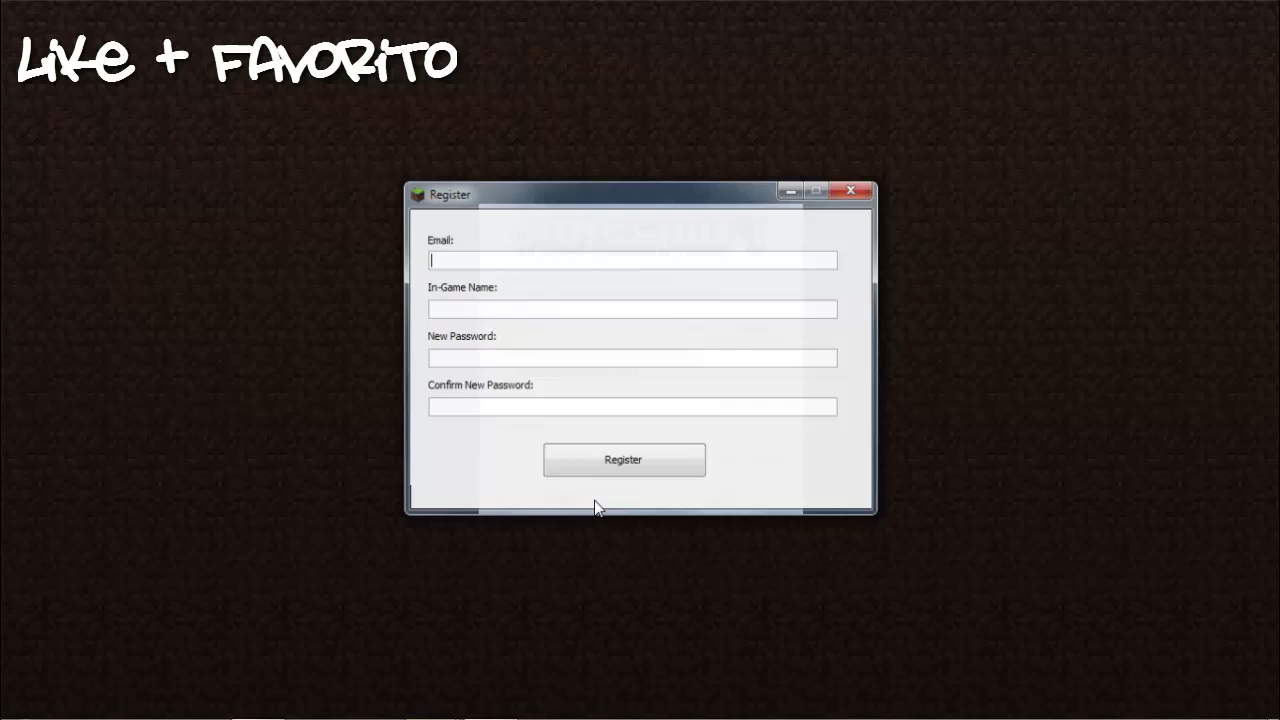 LIKE + FAVORITO
Register
Email:
In-Game Name:
New Password:
Confirm New Password:
Register